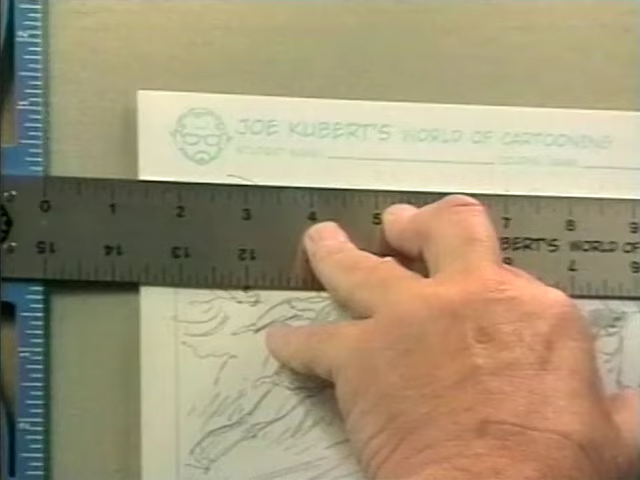 JOE KUBERT'S WORLD OF CARTOONING
STUDENT NAME
0 1 2 3 4 5 7 8 9
BERT'S WORLD OF
15 14 13 12